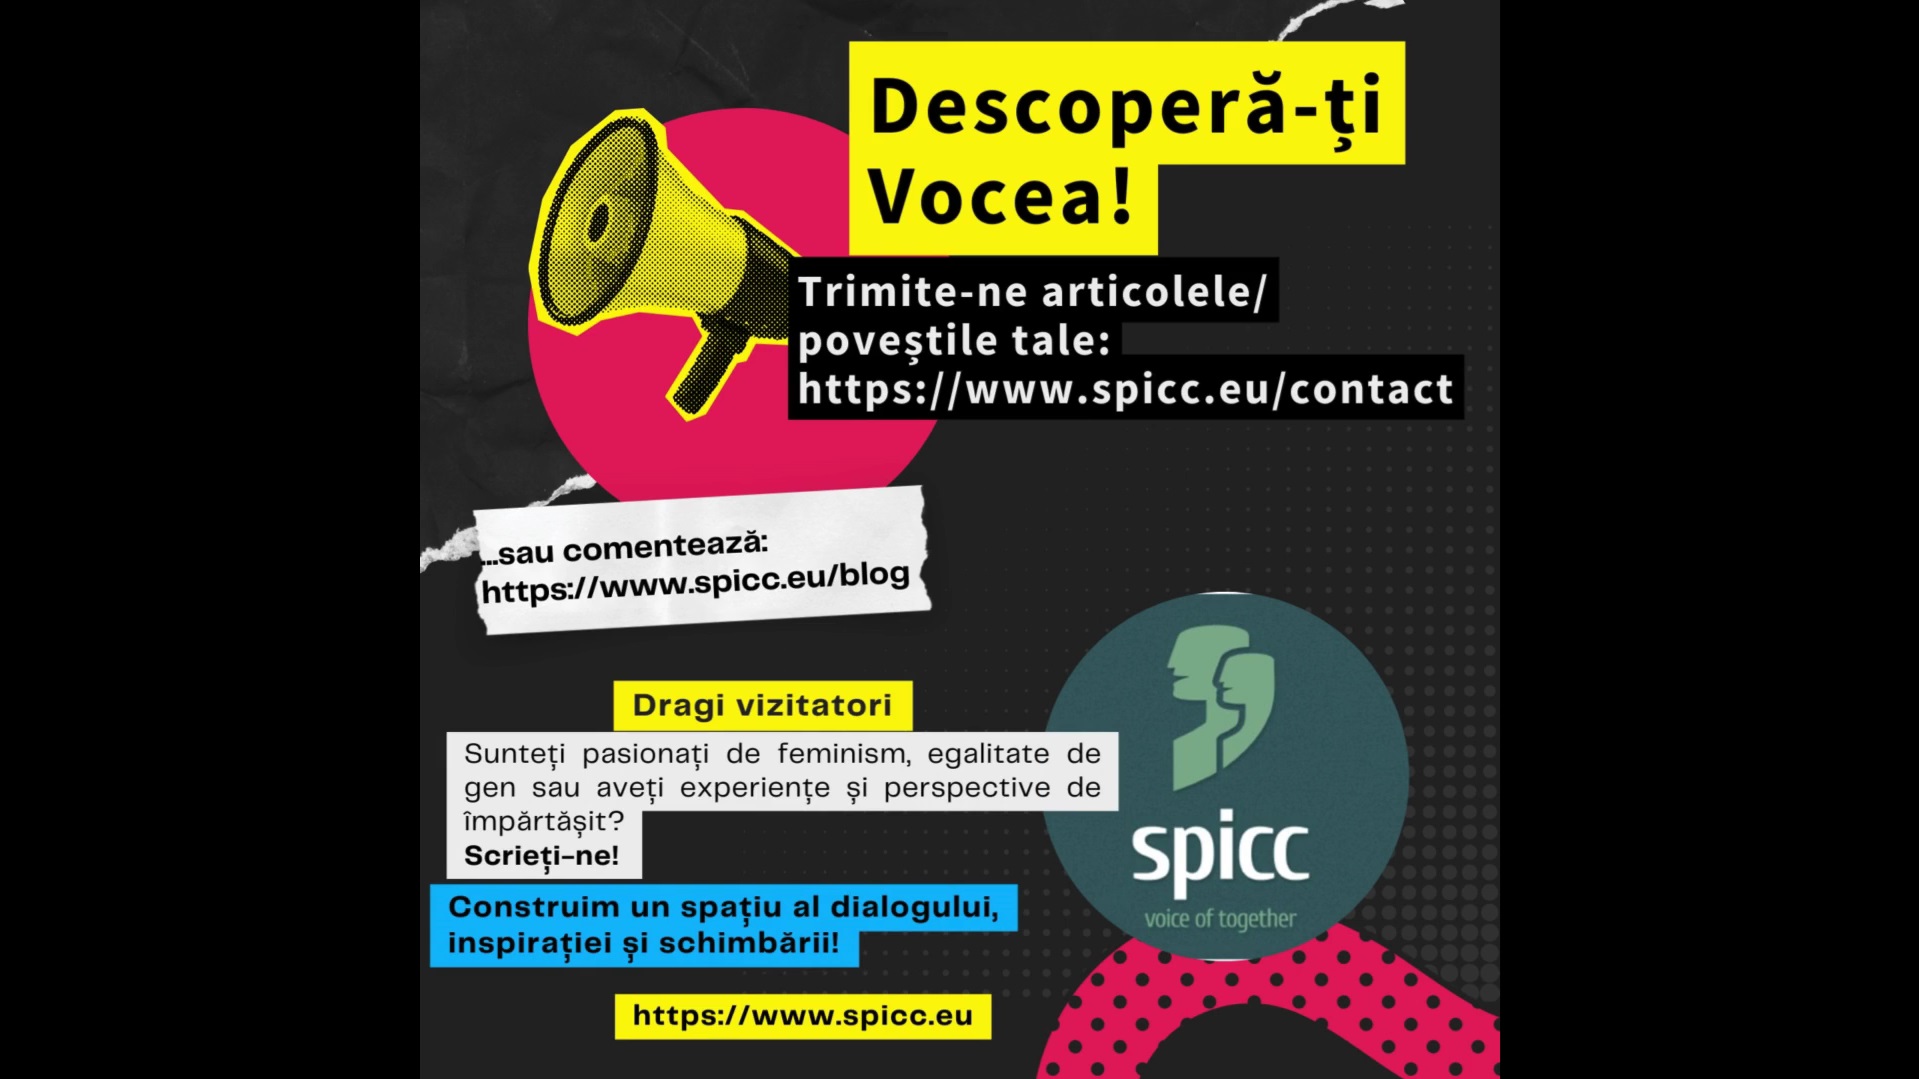 Descoperă-ți
Vocea!
Trimite-ne articolele/
poveștile tale:
https://www.spicc.eu/contact
...sau comentează:
https://www.spicc.eu/blog
Dragi vizitatori
Sunteți pasionați de feminism, egalitate de
gen sau aveți experiențe și perspective de
împărtășit?
Scrieți-ne!
Construim un spațiu al dialogului,
inspirației și schimbării!
https://www.spicc.eu
spicc
voice of together